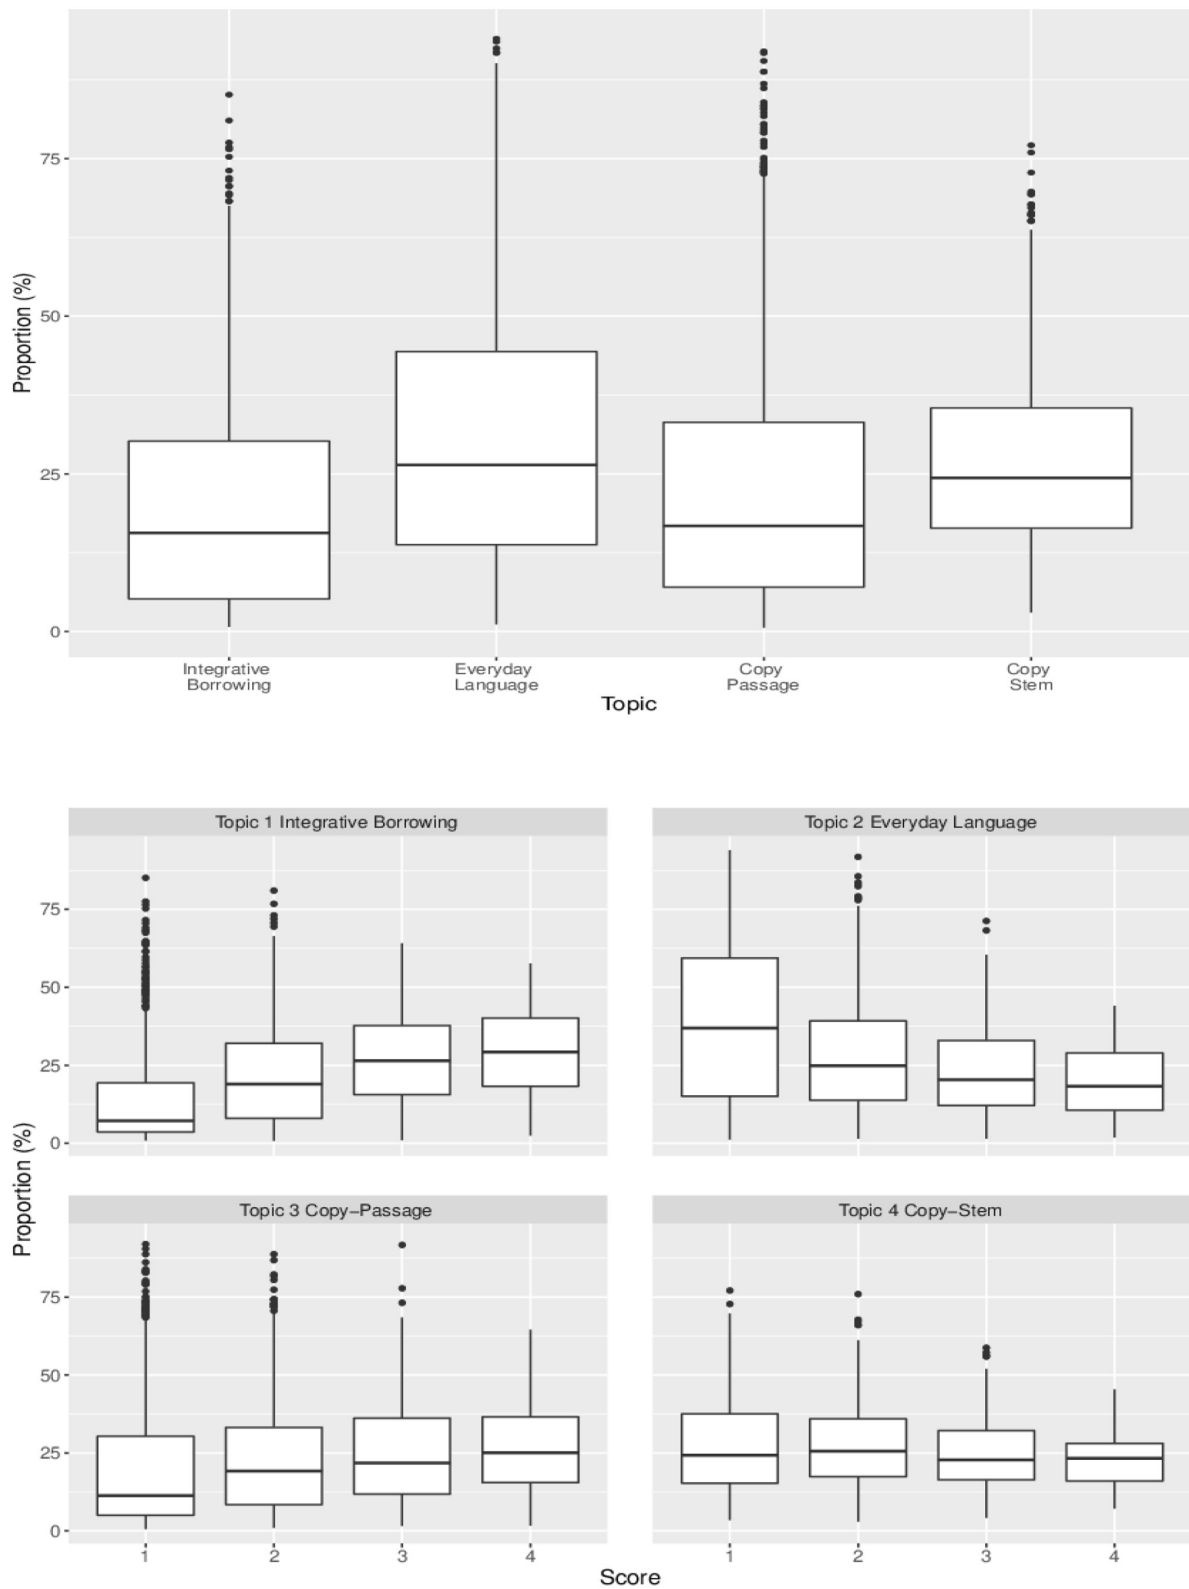 Proportion (%)
75
50
25
0
Integrative
Borrowing
Everyday
Language
Copy
Passage
Copy
Stem
Topic
Proportion (%)
Topic 1 Integrative Borrowing
Topic 2 Everyday Language
75
50
25
0
Topic 3 Copy–Passage
Topic 4 Copy–Stem
75
50
25
0
1 2 3 4
1 2 3 4
Score